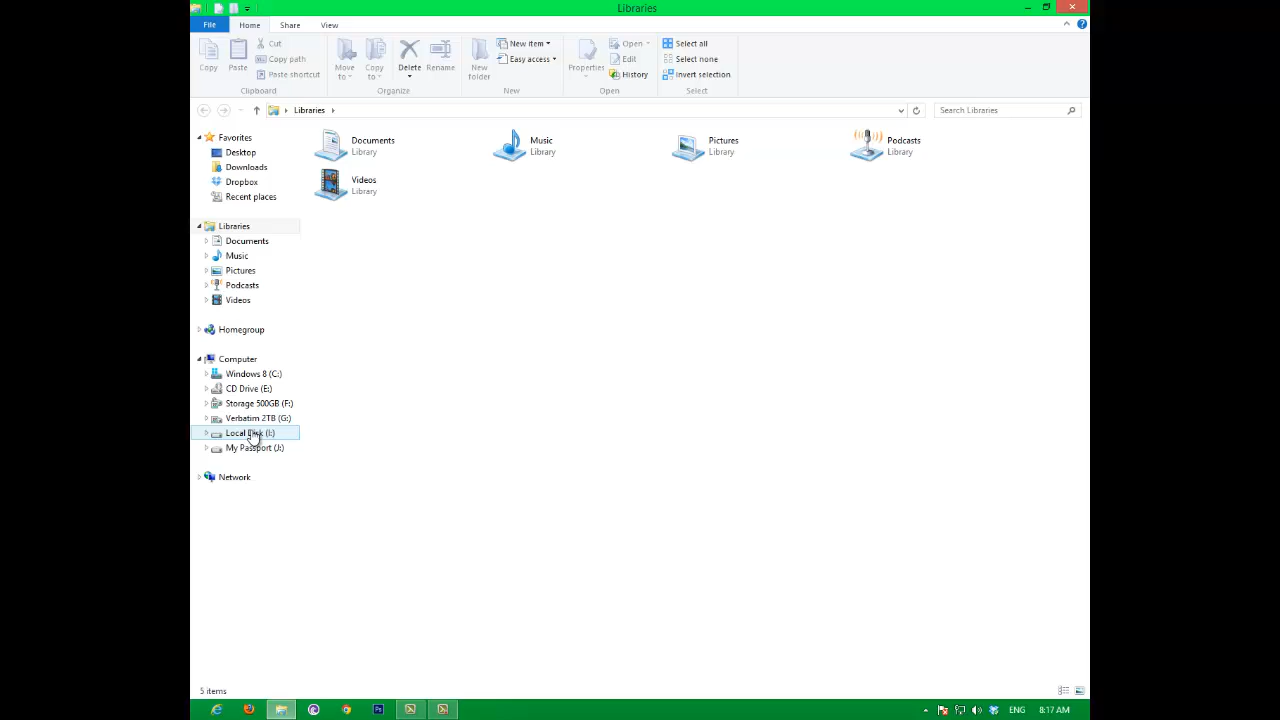 Libraries
File Home Share View
Copy
Paste
Cut
Copy path
Paste shortcut
Clipboard
Move to
Copy to
Delete
Rename
Organize
New folder
New item
Easy access
New
Properties
Open
Edit
History
Open
Select all
Select none
Invert selection
Select
Libraries
Search Libraries
Favorites
Desktop
Downloads
Dropbox
Recent places
Libraries
Documents
Music
Pictures
Podcasts
Videos
Homegroup
Computer
Windows 8 (C:)
CD Drive (E:)
Storage 500GB (F:)
Verbatim 2TB (G:)
Local Disk (I:)
My Passport (J:)
Network
Documents
Library
Music
Library
Pictures
Library
Podcasts
Library
Videos
Library
5 items
Ps
ENG 8:17 AM